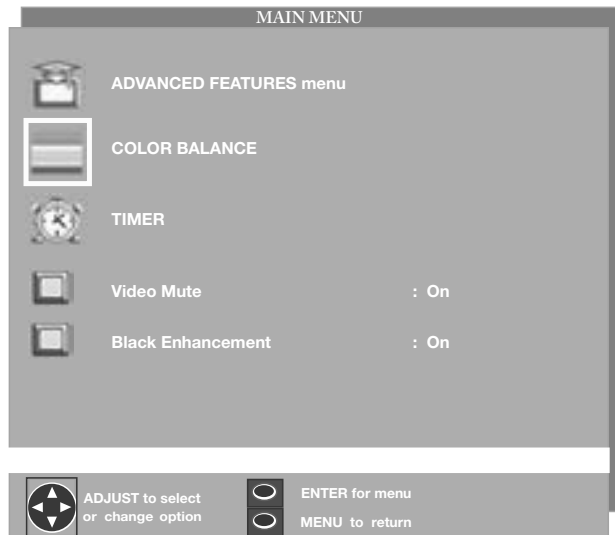 MAIN MENU
ADVANCED FEATURES menu
COLOR BALANCE
TIMER
Video Mute : On
Black Enhancement : On
ADJUST to select
or change option
ENTER for menu
MENU to return